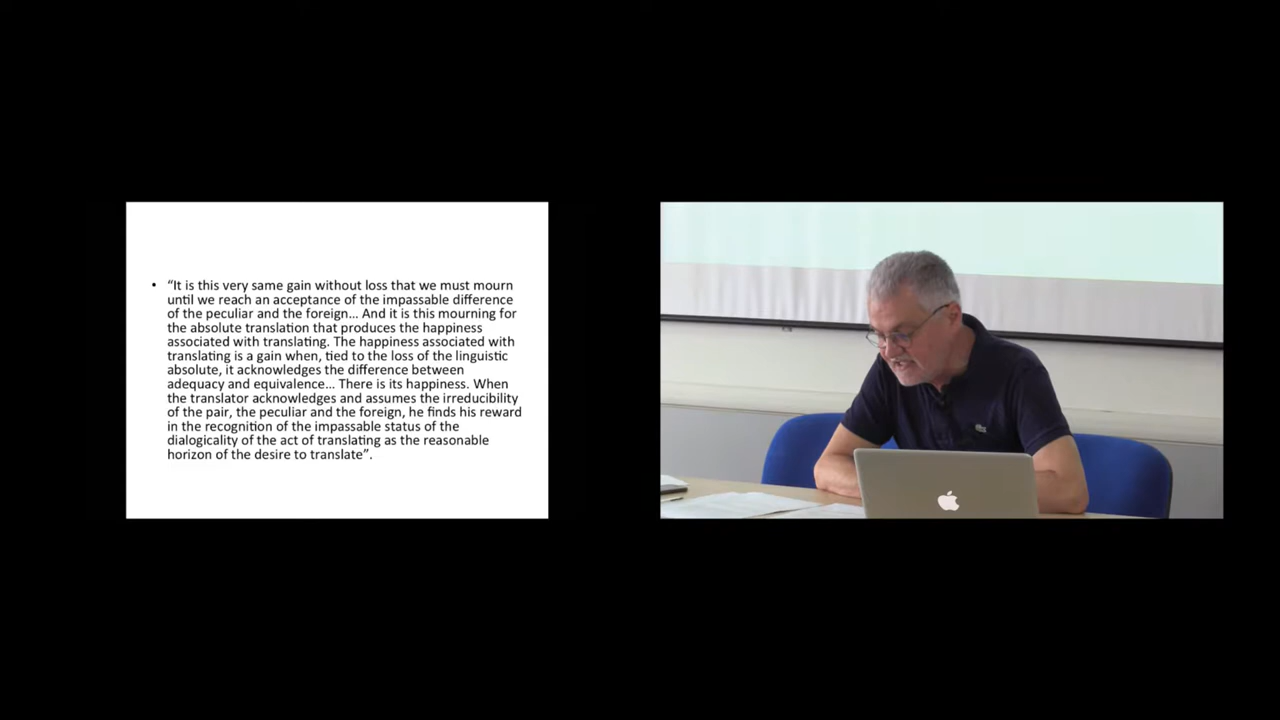 • “It is this very same gain without loss that we must mourn
until we reach an acceptance of the impassable difference
of the peculiar and the foreign... And it is this mourning for
the absolute translation that produces the happiness
associated with translating. The happiness associated with
translating is a gain when, tied to the loss of the linguistic
absolute, it acknowledges the difference between
adequacy and equivalence... There is its happiness. When
the translator acknowledges and assumes the irreducibility
of the pair, the peculiar and the foreign, he finds his reward
in the recognition of the impassable status of the
dialogicality of the act of translating as the reasonable
horizon of the desire to translate”.